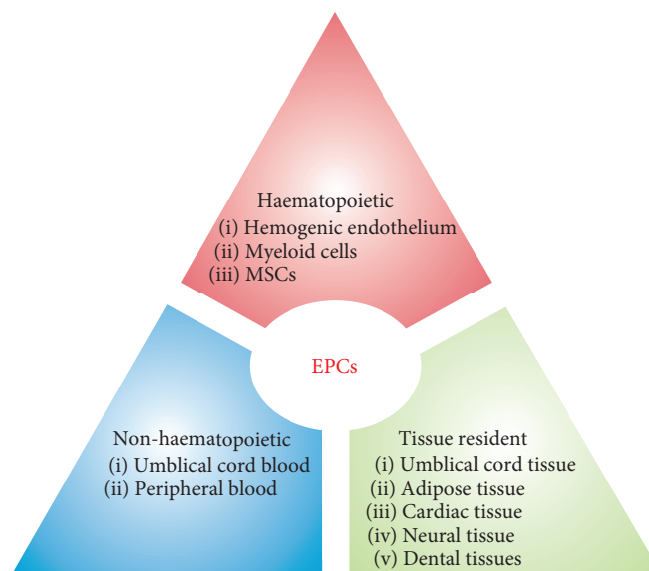 Haematopoietic
(i) Hemogenic endothelium
(ii) Myeloid cells
(iii) MSCs
EPCs
Non-haematopoietic
(i) Umblical cord blood
(ii) Peripheral blood
Tissue resident
(i) Umblical cord tissue
(ii) Adipose tissue
(iii) Cardiac tissue
(iv) Neural tissue
(v) Dental tissues